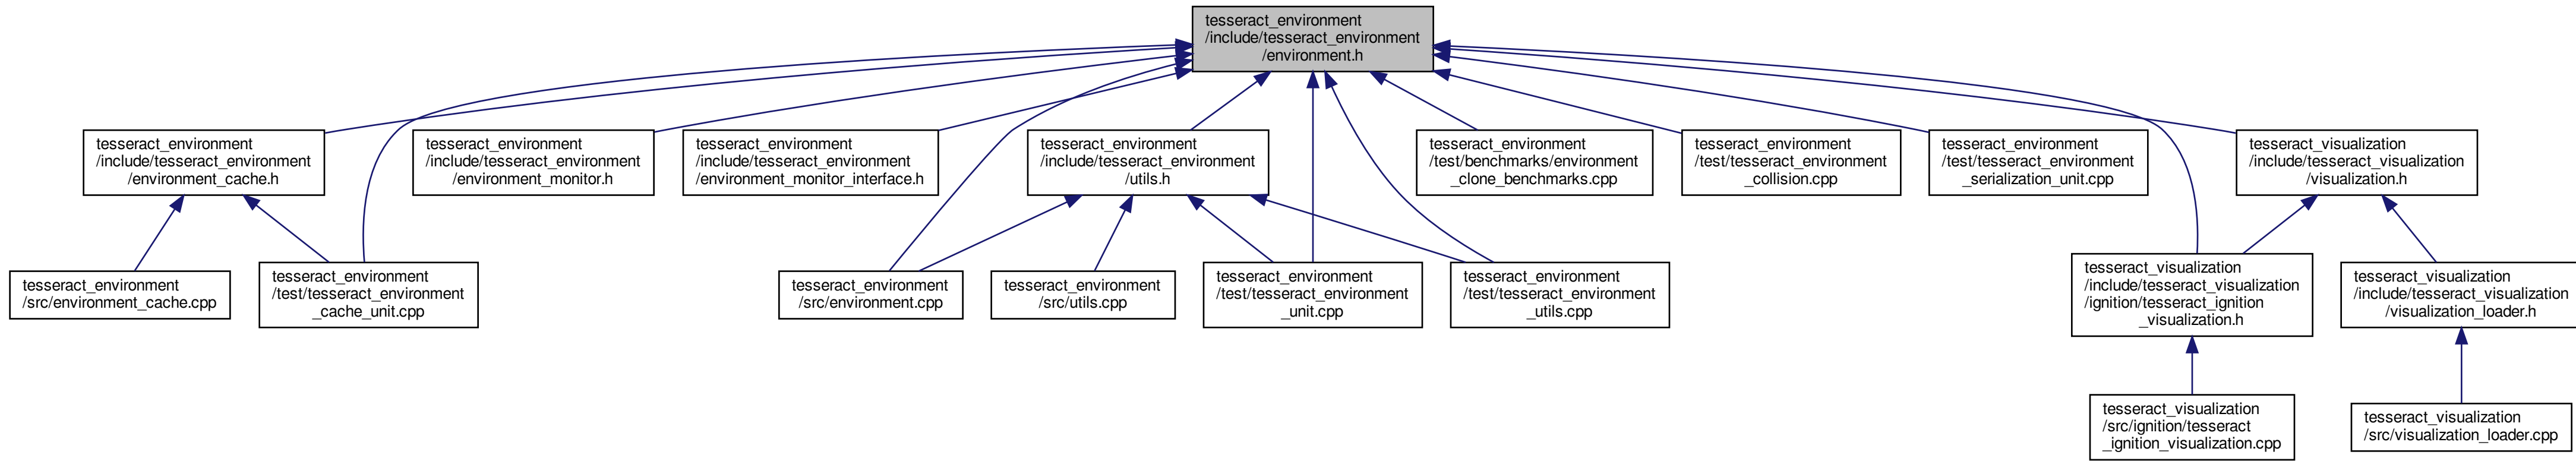 tesseract_environment
/include/tesseract_environment
/environment.h
tesseract_environment
/include/tesseract_environment
/environment_cache.h
tesseract_environment
/include/tesseract_environment
/environment_monitor.h
tesseract_environment
/include/tesseract_environment
/environment_monitor_interface.h
tesseract_environment
/include/tesseract_environment
/utils.h
tesseract_environment
/test/benchmarks/environment
_clone_benchmarks.cpp
tesseract_environment
/test/tesseract_environment
_collision.cpp
tesseract_environment
/test/tesseract_environment
_serialization_unit.cpp
tesseract_visualization
/include/tesseract_visualization
/visualization.h
tesseract_environment
/src/environment_cache.cpp
tesseract_environment
/test/tesseract_environment
_cache_unit.cpp
tesseract_environment
/src/environment.cpp
tesseract_environment
/src/utils.cpp
tesseract_environment
/test/tesseract_environment
_unit.cpp
tesseract_environment
/test/tesseract_environment
_utils.cpp
tesseract_visualization
/include/tesseract_visualization
/ignition/tesseract_ignition
_visualization.h
tesseract_visualization
/include/tesseract_visualization
/visualization_loader.h
tesseract_visualization
/src/ignition/tesseract
_ignition_visualization.cpp
tesseract_visualization
/src/visualization_loader.cpp